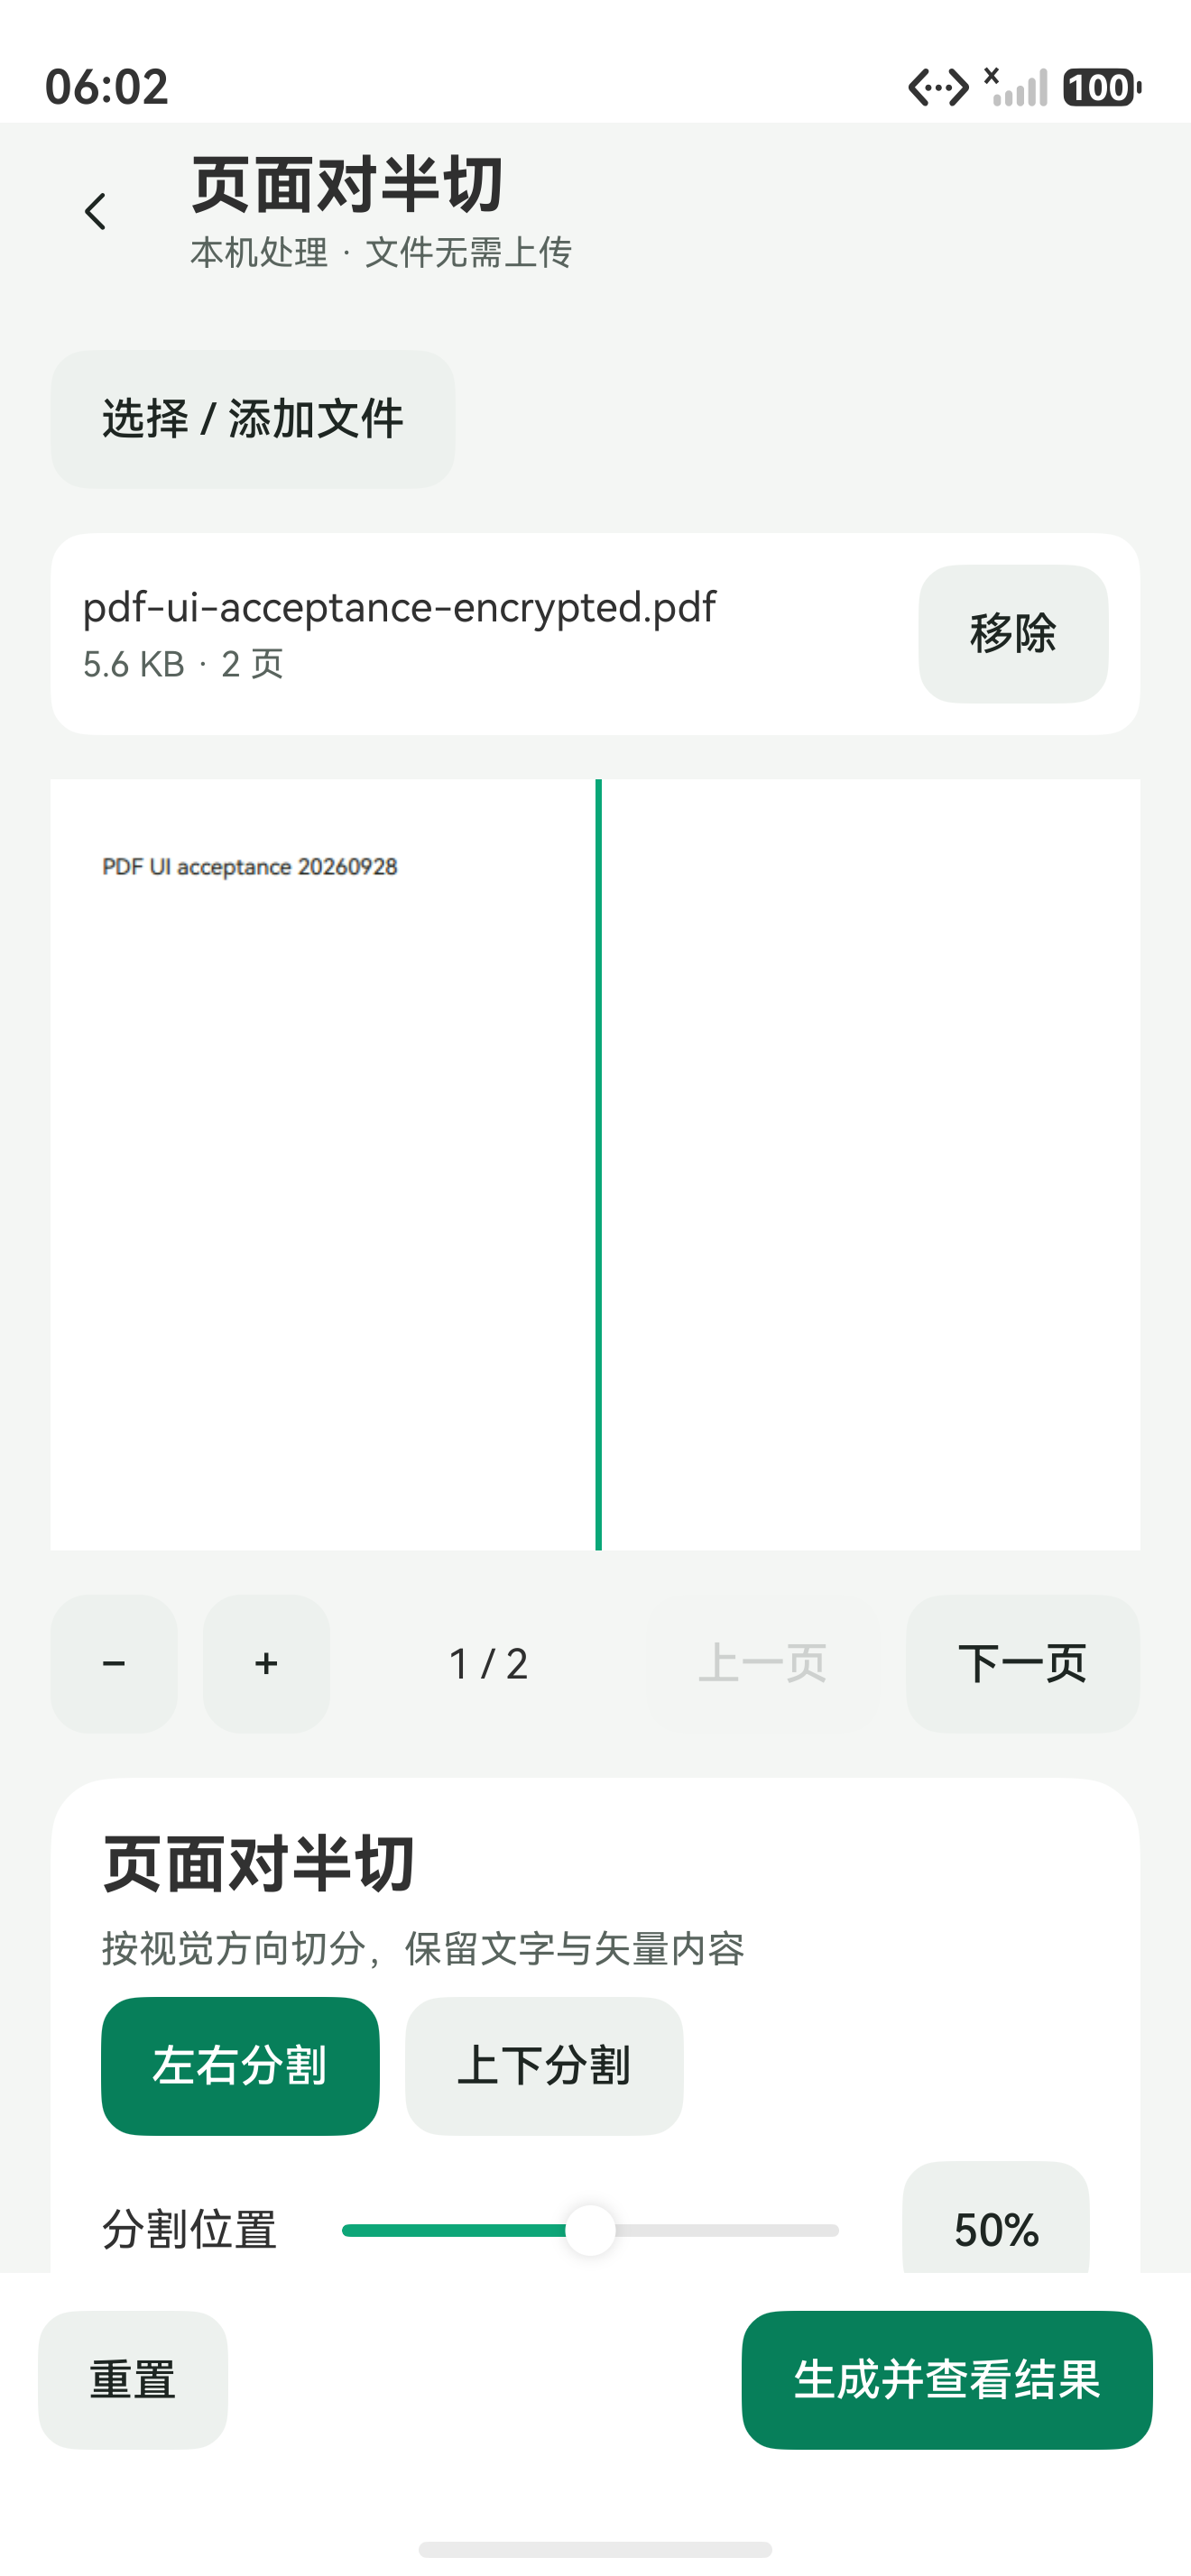 06:02
100
页面对半切
本机处理 · 文件无需上传
选择 / 添加文件
pdf-ui-acceptance-encrypted.pdf
5.6 KB · 2 页
移除
PDF UI acceptance 20260928
− + 1 / 2 上一页 下一页
页面对半切
按视觉方向切分，保留文字与矢量内容
左右分割 上下分割
分割位置 50%
重置 生成并查看结果